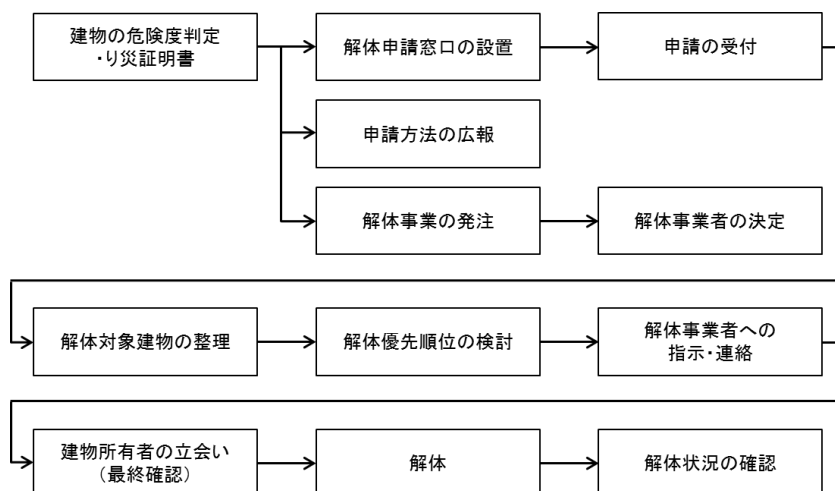 建物の危険度判定
・り災証明書
解体申請窓口の設置
申請の受付
申請方法の広報
解体事業の発注
解体事業者の決定
解体対象建物の整理
解体優先順位の検討
解体事業者への
指示・連絡
建物所有者の立会い
（最終確認）
解体
解体状況の確認